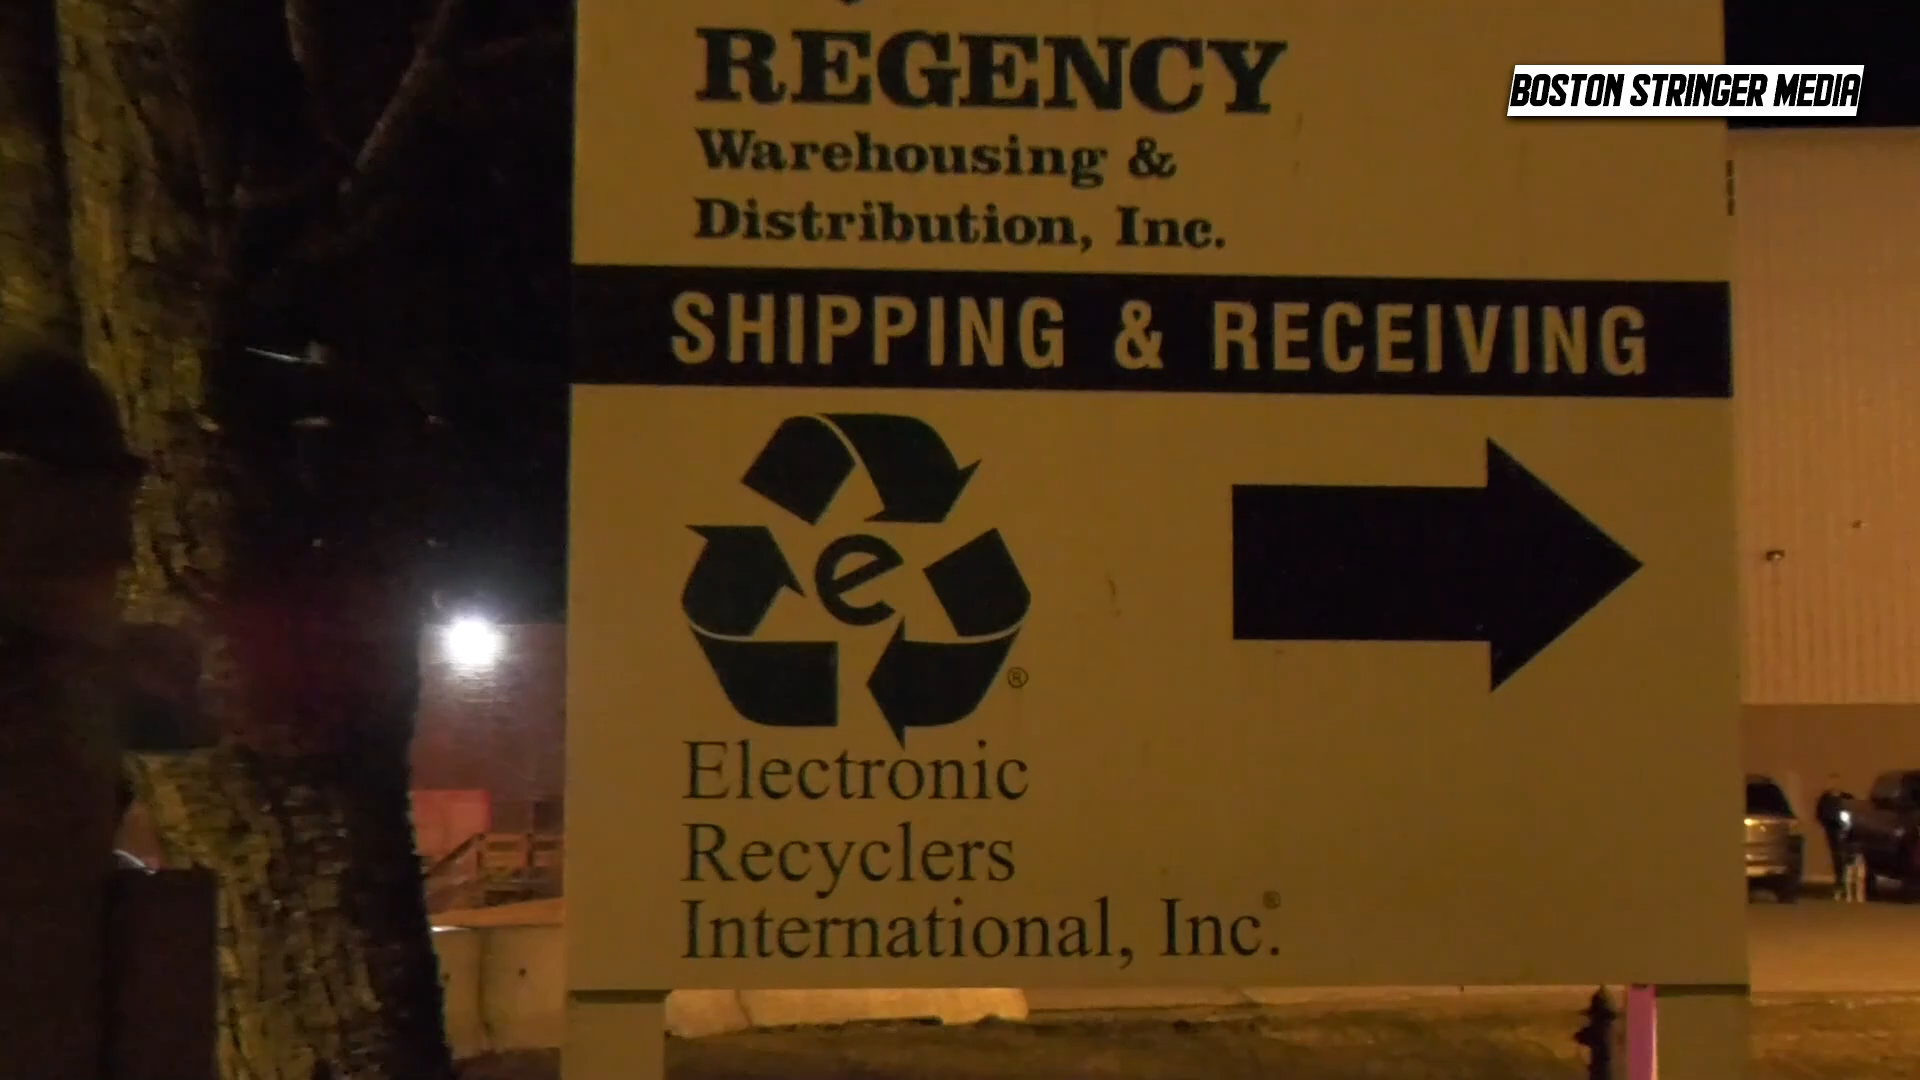 REGENCY
BOSTON STRINGER MEDIA
Warehousing &
Distribution, Inc.
SHIPPING & RECEIVING
e
®
Electronic
Recyclers
International, Inc.®